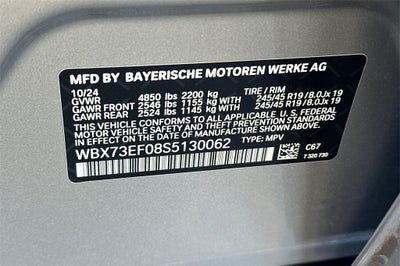 MFD BY BAYERISCHE MOTOREN WERKE AG
10/24 TIRE / RIM
GVWR 4850 lbs 2200 kg
GAWR FRONT 2546 lbs 1155 kg 245/45 R19 / 8.0Jx 19
GAWR REAR 2524 lbs 1145 kg 245/45 R19 / 8.0Jx 19
THIS VEHICLE CONFORMS TO ALL APPLICABLE U.S. FEDERAL
MOTOR VEHICLE SAFETY AND THEFT PREVENTION STANDARDS
IN EFFECT ON THE DATE OF MANUFACTURE SHOWN ABOVE.
WBX73EF08S5130062 TYPE: MPV
C67
7 320 730